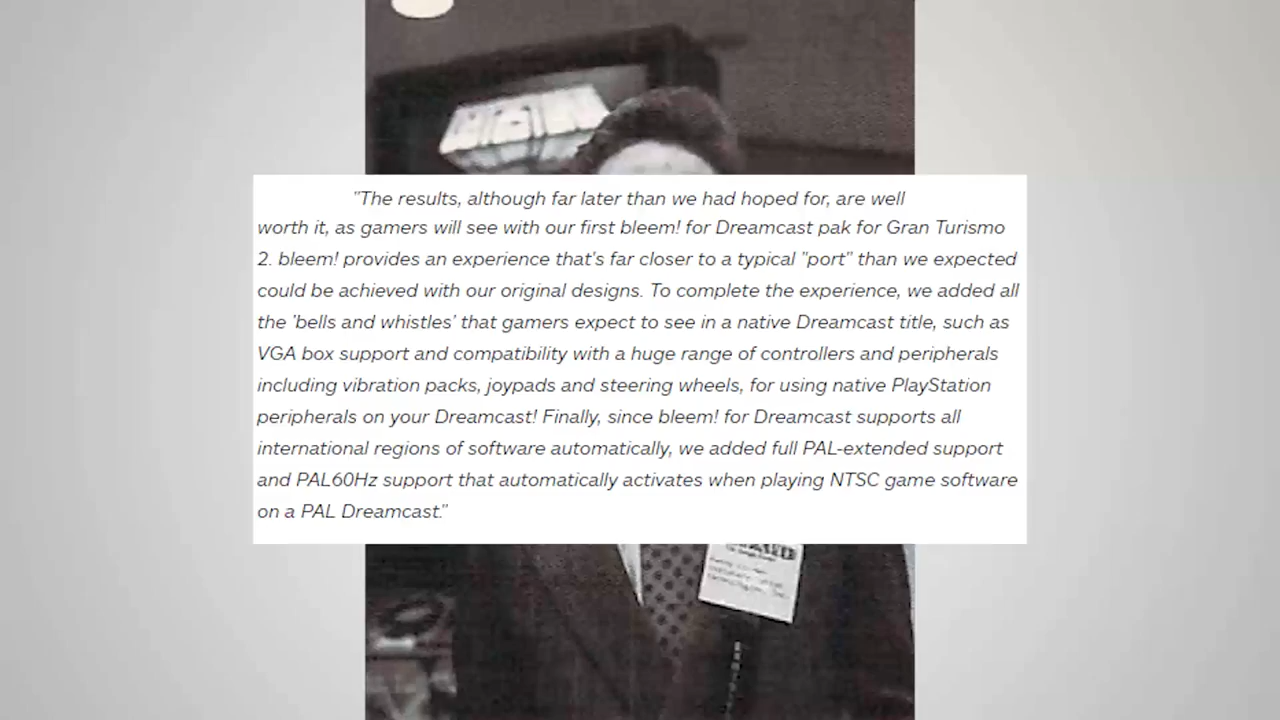 "The results, although far later than we had hoped for, are well
worth it, as gamers will see with our first bleem! for Dreamcast pak for Gran Turismo
2. bleem! provides an experience that's far closer to a typical "port" than we expected
could be achieved with our original designs. To complete the experience, we added all
the 'bells and whistles' that gamers expect to see in a native Dreamcast title, such as
VGA box support and compatibility with a huge range of controllers and peripherals
including vibration packs, joypads and steering wheels, for using native PlayStation
peripherals on your Dreamcast! Finally, since bleem! for Dreamcast supports all
international regions of software automatically, we added full PAL-extended support
and PAL60Hz support that automatically activates when playing NTSC game software
on a PAL Dreamcast."